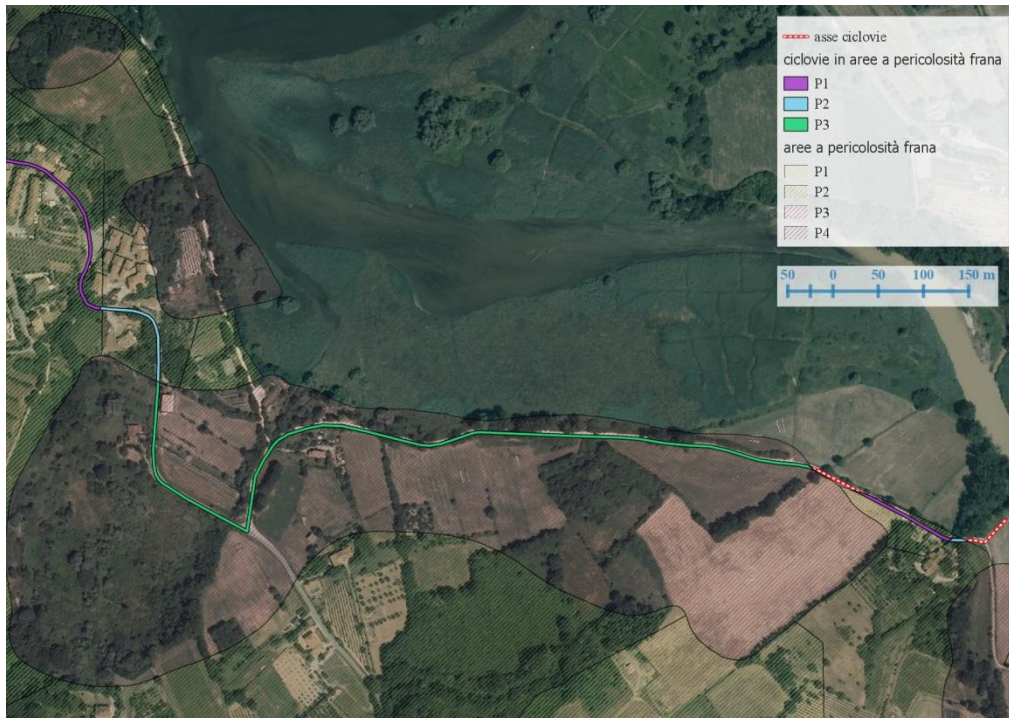 asse ciclovie
ciclovie in aree a pericolosità frana
P1
P2
P3
aree a pericolosità frana
P1
P2
P3
P4
50 0 50 100 150 m